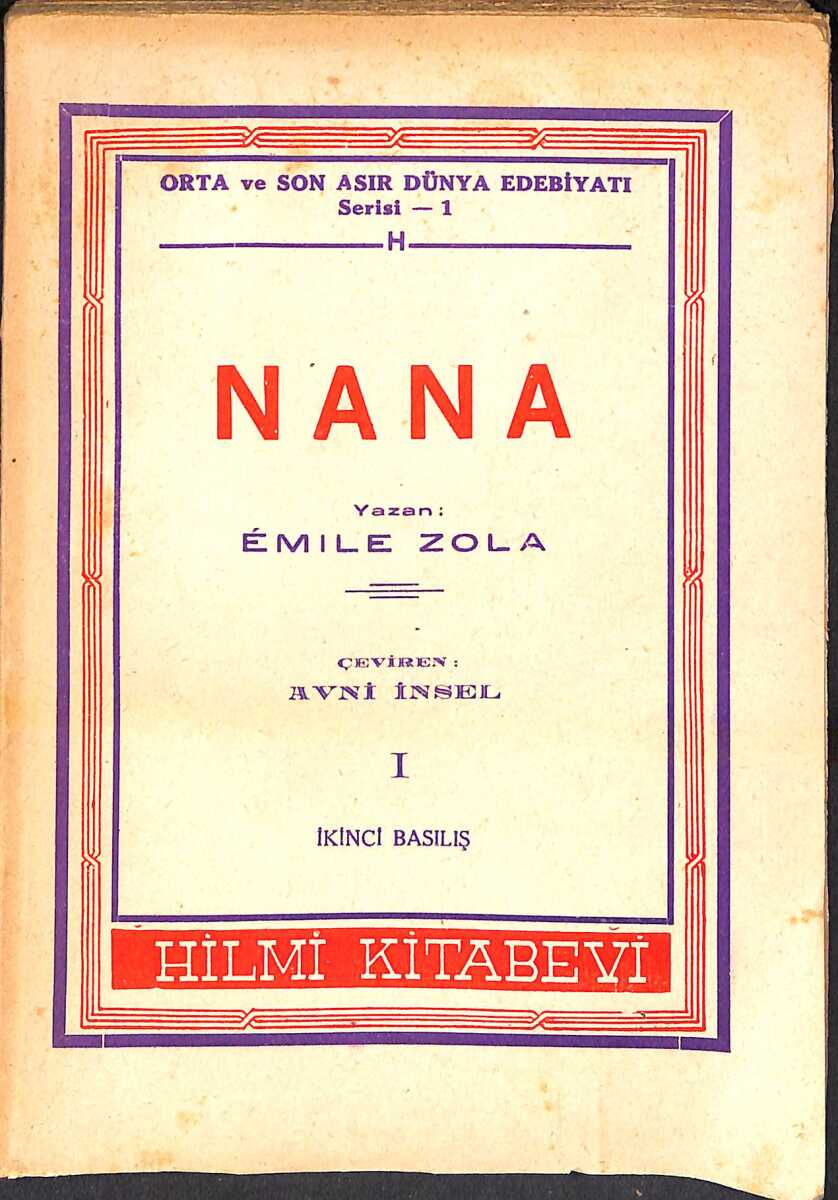 ORTA ve SON ASIR DÜNYA EDEBİYATI
Serisi — 1
H
NANA
Yazan:
ÉMILE ZOLA
ÇEVİREN:
AVNİ İNSEL
I
İKİNCİ BASILIŞ
HİLMİ KİTABEVİ